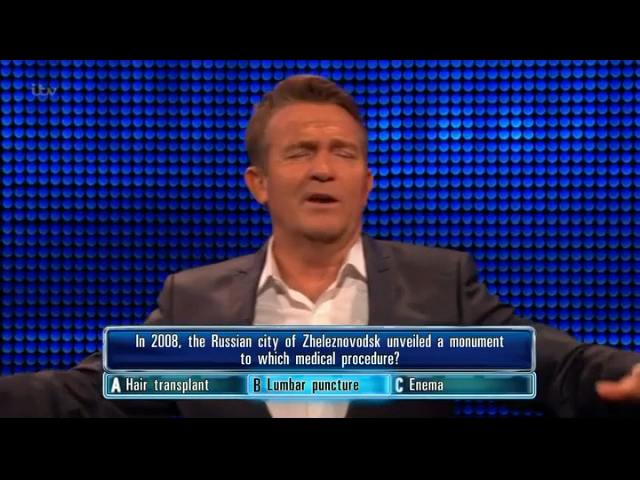 itv
In 2008, the Russian city of Zheleznovodsk unveiled a monument
to which medical procedure?
A Hair transplant B Lumbar puncture C Enema